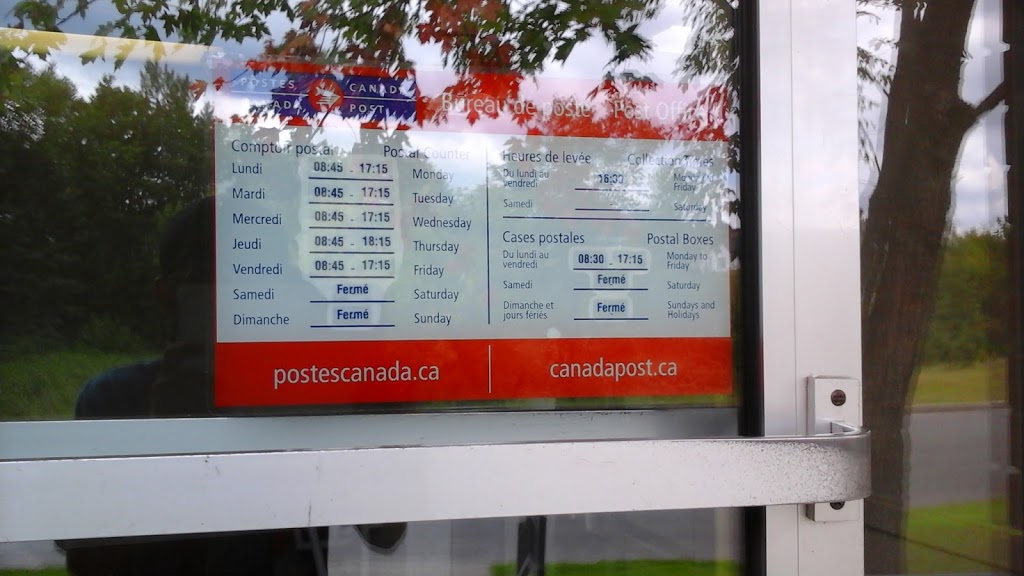 POSTES CANADA
CANADA POST
Bureau de poste Post Office
Comptoir postal Postal Counter
Lundi 08:45 - 17:15 Monday
Mardi 08:45 - 17:15 Tuesday
Mercredi 08:45 - 17:15 Wednesday
Jeudi 08:45 - 18:15 Thursday
Vendredi 08:45 - 17:15 Friday
Samedi Fermé Saturday
Dimanche Fermé Sunday
Heures de levée Collection Times
Du lundi au vendredi 16:30 Monday to Friday
Samedi Saturday
Cases postales Postal Boxes
Du lundi au vendredi 08:30 - 17:15 Monday to Friday
Samedi Fermé Saturday
Dimanche et jours fériés Fermé Sundays and Holidays
postescanada.ca
canadapost.ca